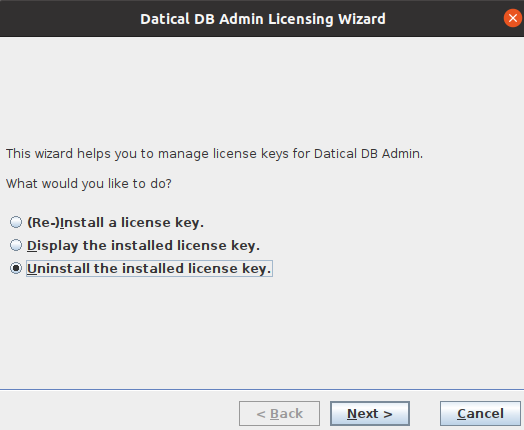 Datical DB Admin Licensing Wizard
This wizard helps you to manage license keys for Datical DB Admin.
What would you like to do?
(Re-)Install a license key.
Display the installed license key.
Uninstall the installed license key.
< Back Next > Cancel